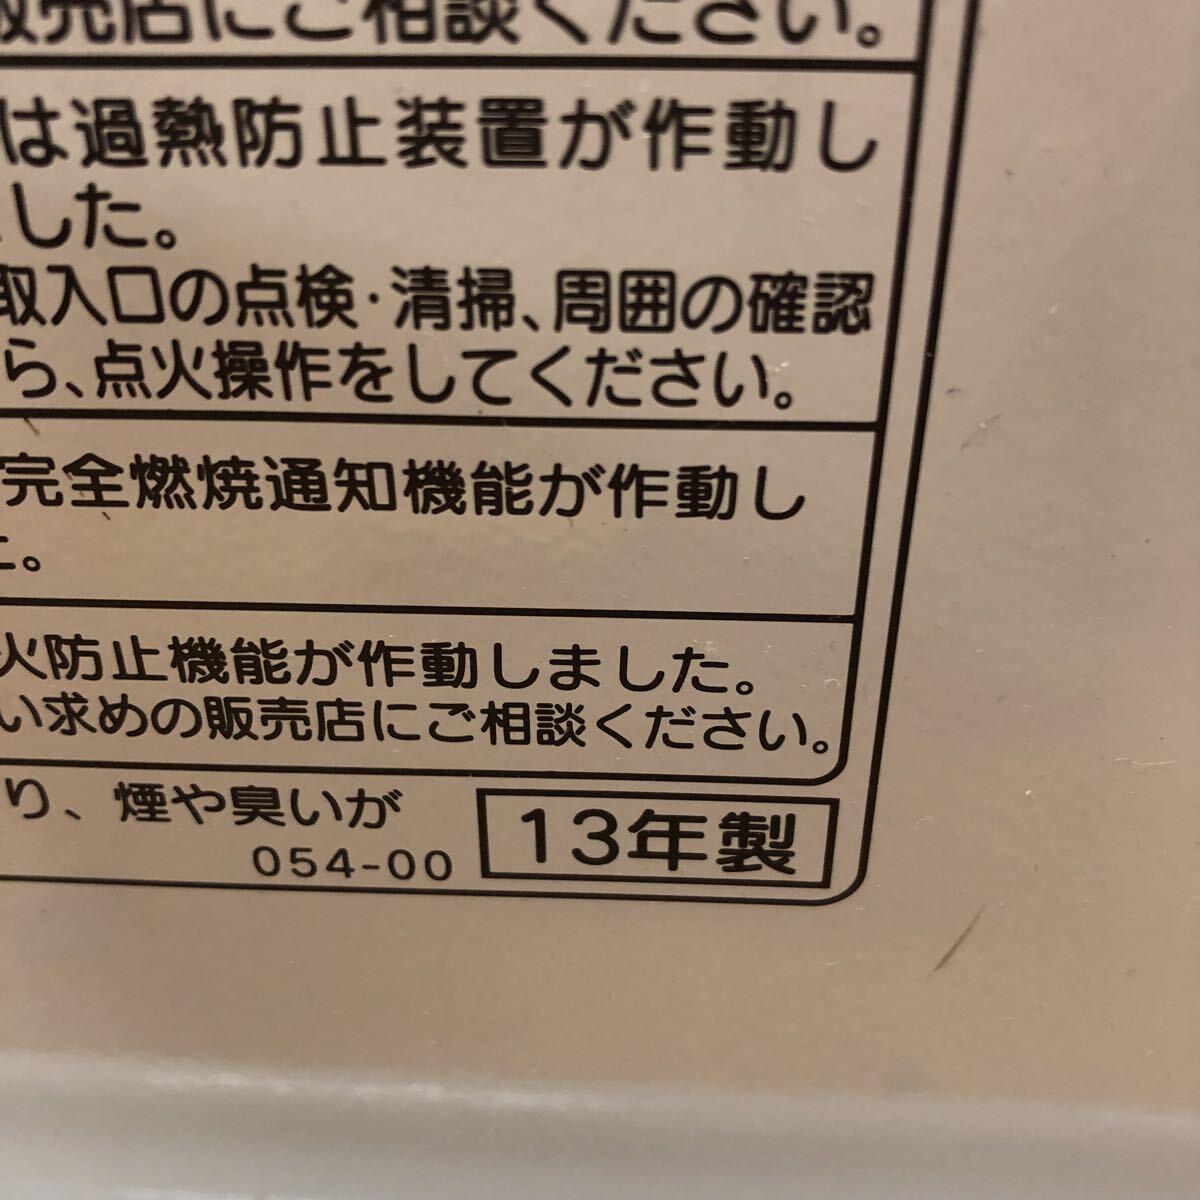 販売店にご相談ください。
は過熱防止装置が作動し
ました。
取入口の点検・清掃、周囲の確認
ら、点火操作をしてください。
完全燃焼通知機能が作動し
た。
火防止機能が作動しました。
い求めの販売店にご相談ください。
り、煙や臭いが
054-00
13年製